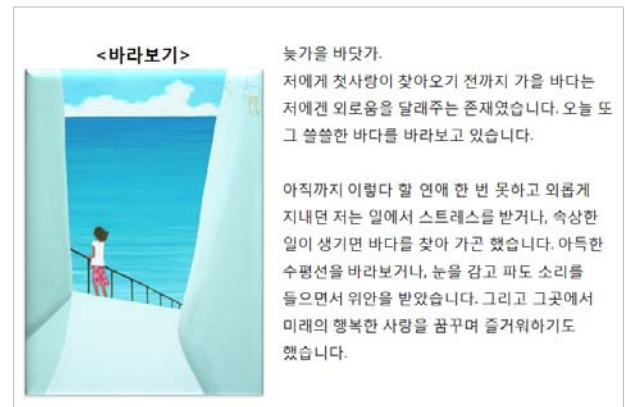 <바라보기>
늦가을 바닷가.
저에게 첫사랑이 찾아오기 전까지 가을 바다는
저에겐 외로움을 달래주는 존재였습니다. 오늘 또
그 쓸쓸한 바다를 바라보고 있습니다.
아직까지 이렇다 할 연애 한 번 못하고 외롭게
지내던 저는 일에서 스트레스를 받거나, 속상한
일이 생기면 바다를 찾아 가곤 했습니다. 아득한
수평선을 바라보거나, 눈을 감고 파도 소리를
들으면서 위안을 받았습니다. 그리고 그곳에서
미래의 행복한 사랑을 꿈꾸며 즐거워하기도
했습니다.